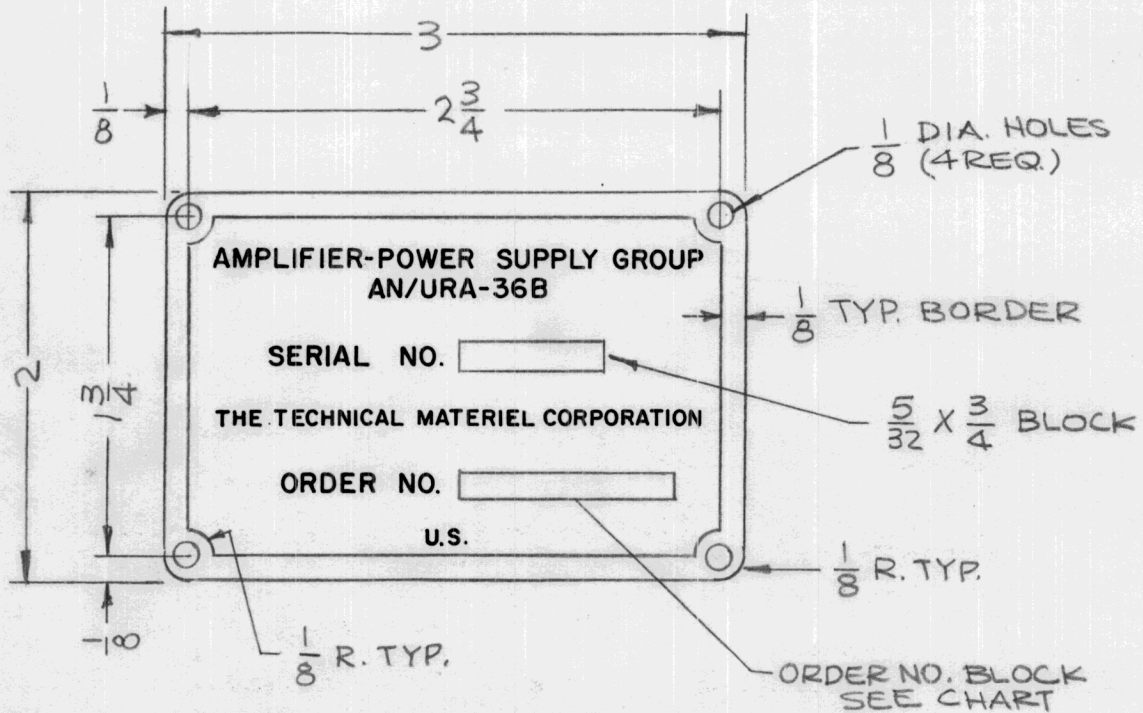 3
1/8
2 3/4
1/8 DIA. HOLES
(4 REQ.)
2
1 3/4
AMPLIFIER-POWER SUPPLY GROUP
AN/URA-36B
1/8 TYP. BORDER
SERIAL NO.
5/32 X 3/4 BLOCK
THE TECHNICAL MATERIEL CORPORATION
ORDER NO.
U.S.
1/8 R. TYP.
1/8
1/8 R. TYP.
ORDER NO. BLOCK
SEE CHART